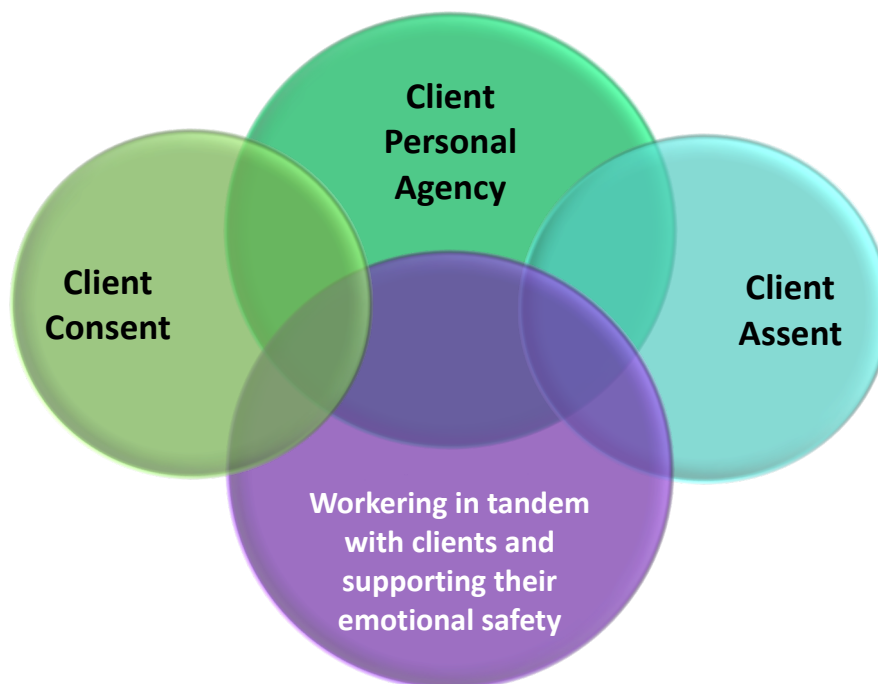 Client
Personal
Agency
Client
Consent
Client
Assent
Workering in tandem
with clients and
supporting their
emotional safety